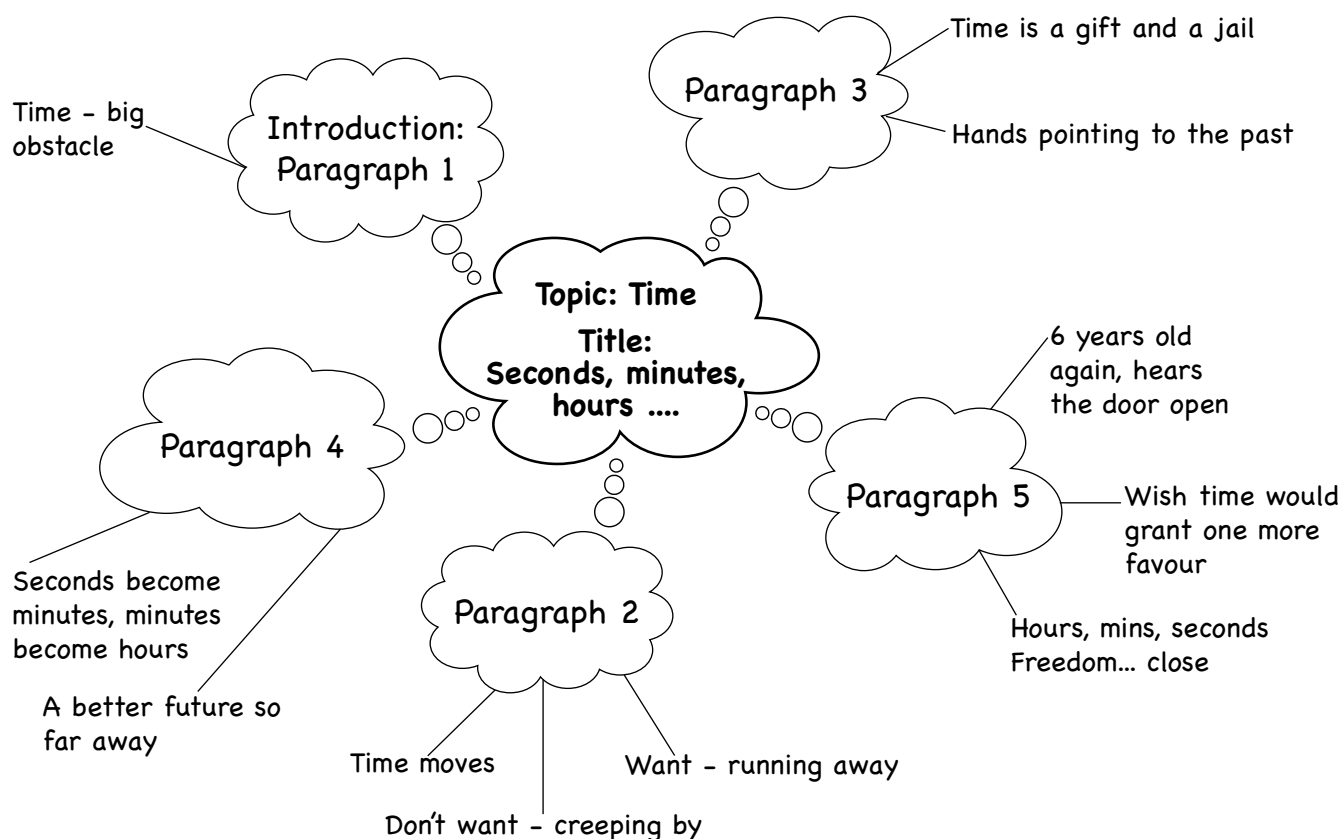 Time is a gift and a jail
Paragraph 3
Hands pointing to the past
Time – big
obstacle
Introduction:
Paragraph 1
Topic: Time
Title:
Seconds, minutes,
hours ....
6 years old
again, hears
the door open
Paragraph 4
Paragraph 5
Wish time would
grant one more
favour
Seconds become
minutes, minutes
become hours
Paragraph 2
Hours, mins, seconds
Freedom... close
A better future so
far away
Time moves
Want – running away
Don't want – creeping by